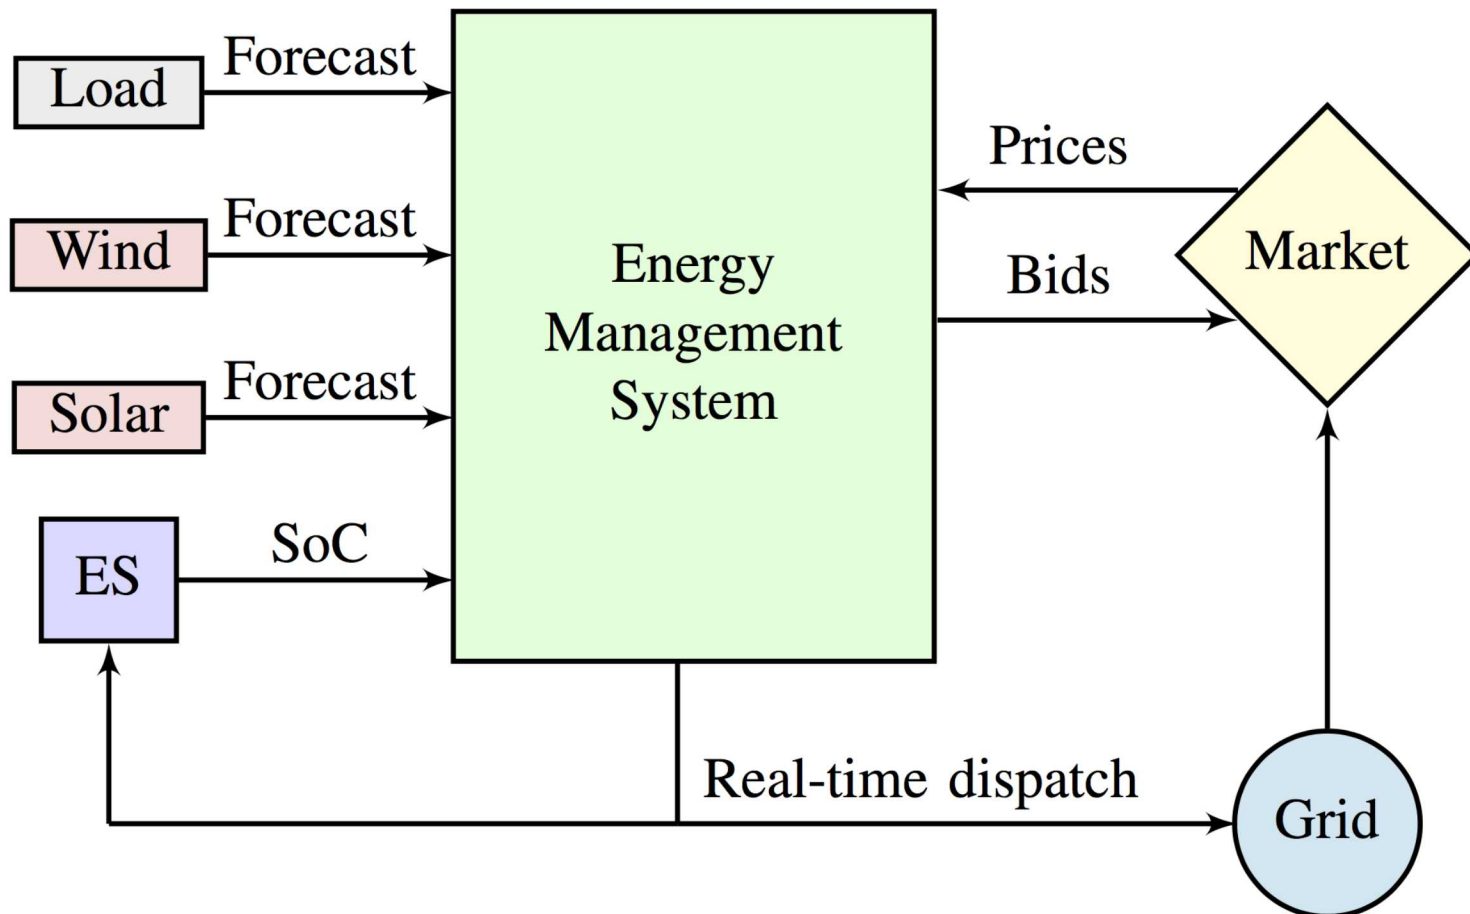 Load
Forecast
Wind
Forecast
Solar
Forecast
ES
SoC
Energy
Management
System
Prices
Bids
Market
Real-time dispatch
Grid